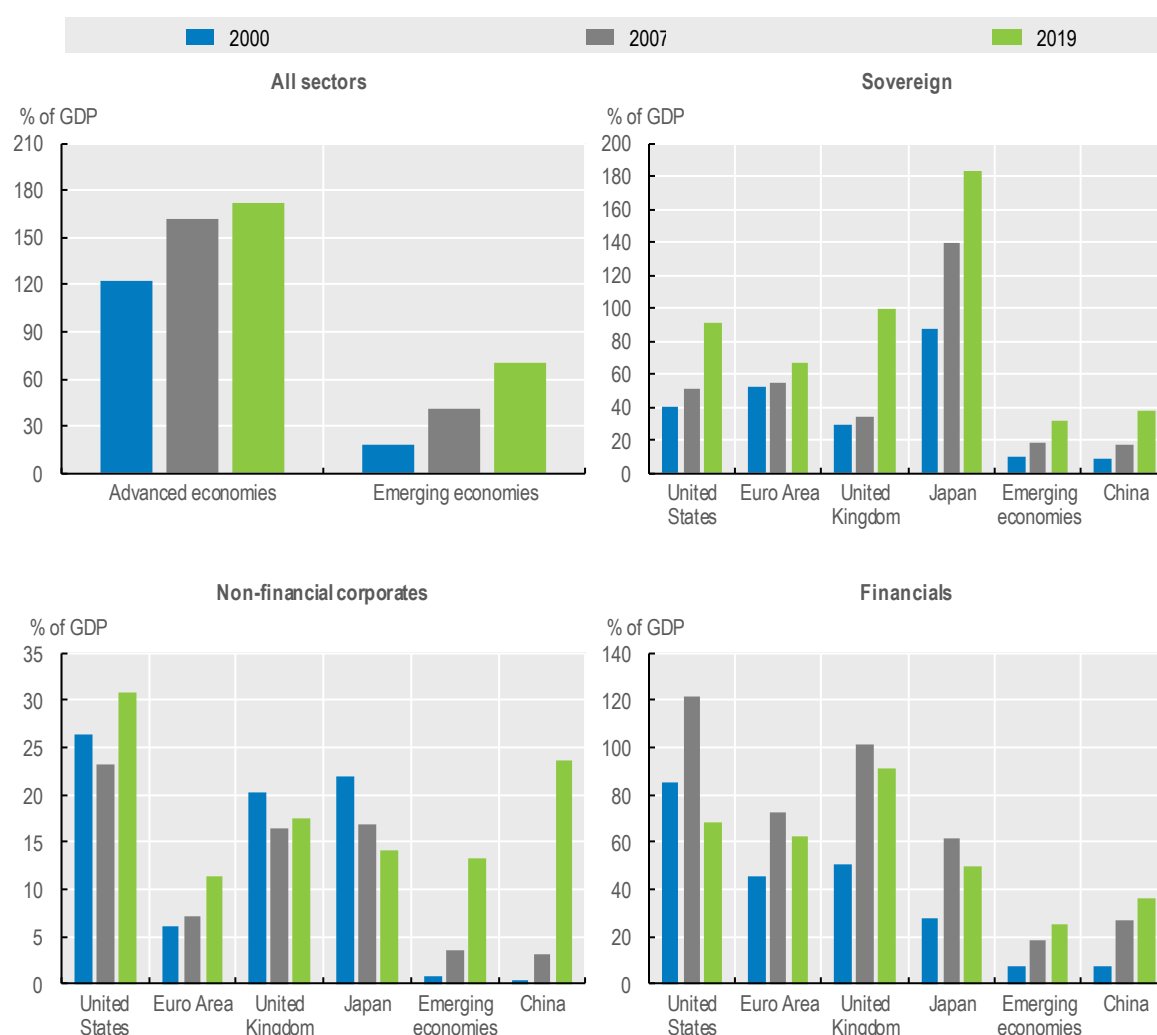 2000 2007 2019
All sectors
% of GDP
210
180
150
120
90
60
30
0
Advanced economies Emerging economies
Sovereign
% of GDP
200
180
160
140
120
100
80
60
40
20
0
United States Euro Area United Kingdom Japan Emerging economies China
Non-financial corporates
% of GDP
35
30
25
20
15
10
5
0
United States Euro Area United Kingdom Japan Emerging economies China
Financials
% of GDP
140
120
100
80
60
40
20
0
United States Euro Area United Kingdom Japan Emerging economies China